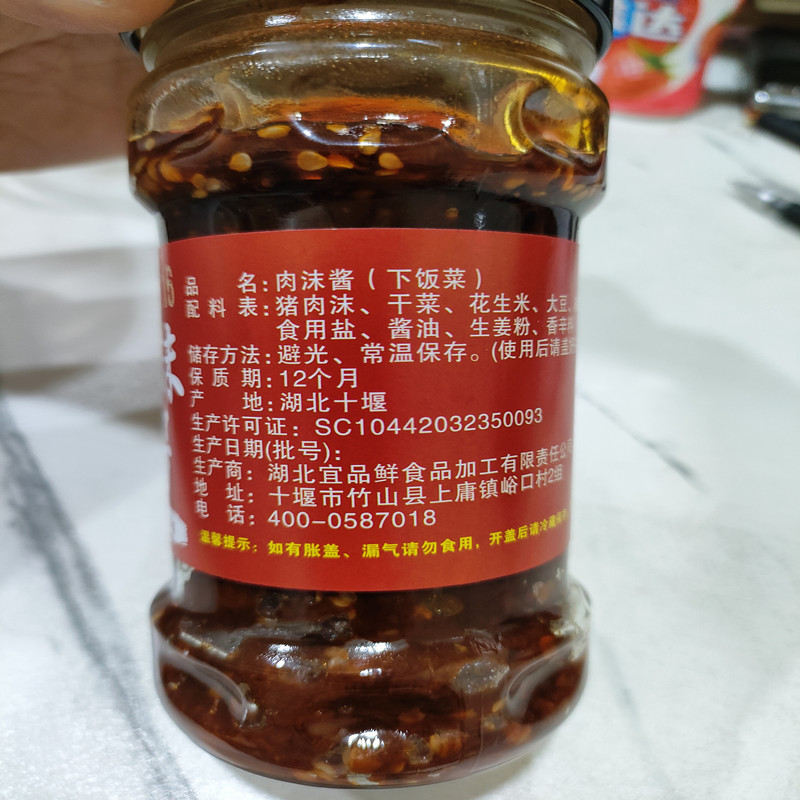 品 名:肉沫酱(下饭菜)
配 料 表:猪肉沫、干菜、花生米、大豆、
食用盐、酱油、生姜粉、香辛
储存方法:避光、常温保存。(使用后请盖
保 质 期:12个月
产 地:湖北十堰
生产许可证:SC10442032350093
生产日期(批号):
生产商:湖北宜品鲜食品加工有限责任公司
地 址:十堰市竹山县上庸镇峪口村2组
电 话:400-0587018
温馨提示:如有胀盖、漏气请勿食用,开盖后请冷藏